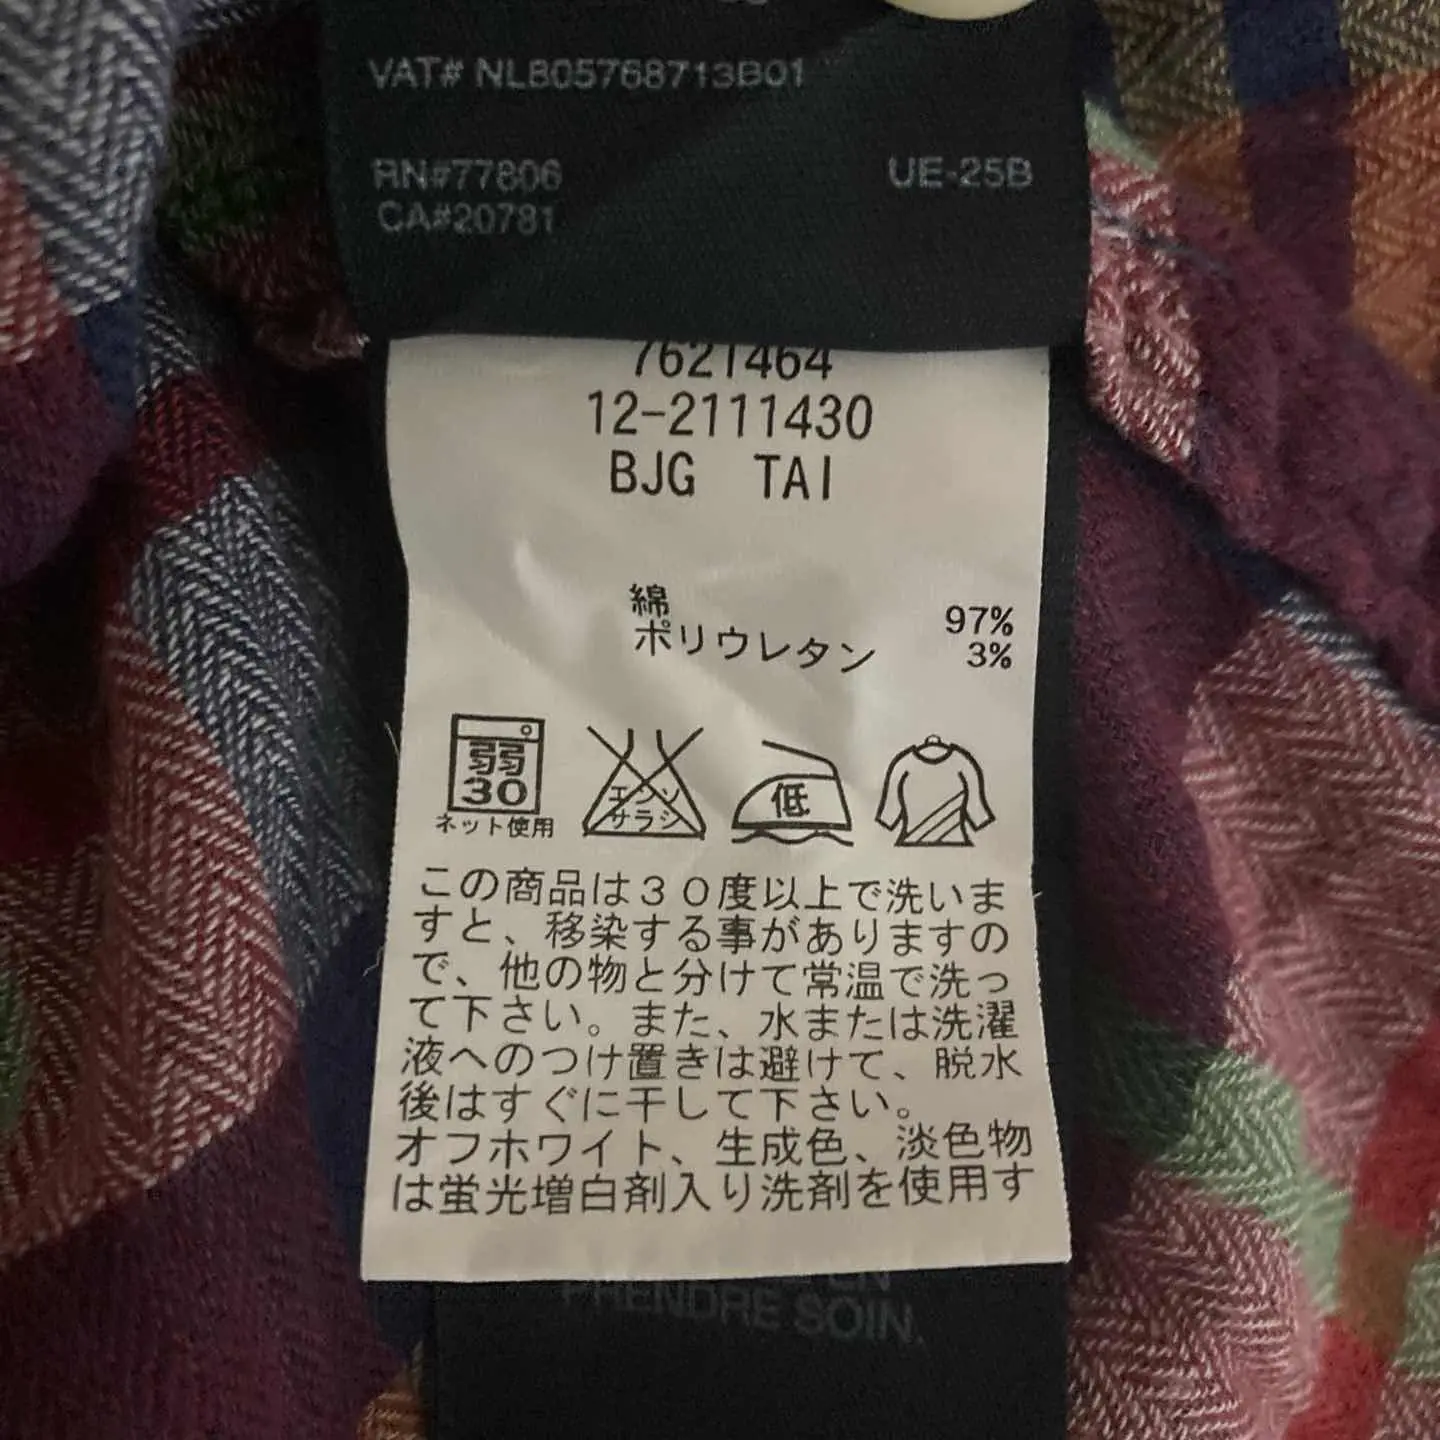 VAT# NL805768713B01
RN#77806 UE-25B
CA#20781
7621464
12-2111430
BJG TAI
綿 97%
ポリウレタン 3%
弱
30
ネット使用
エンソ
サラシ
低
この商品は30度以上で洗いま
すと、移染する事がありますの
で、他の物と分けて常温で洗っ
て下さい。また、水または洗濯
液へのつけ置きは避けて、脱水
後はすぐに干して下さい。
オフホワイト、生成色、淡色物
は蛍光増白剤入り洗剤を使用す
EN
PRENDRE SOIN.